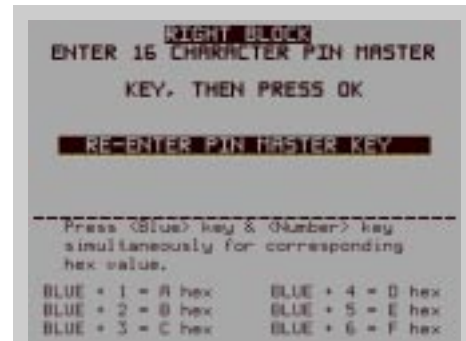 RIGHT BLOCK
ENTER 16 CHARACTER PIN MASTER
KEY, THEN PRESS OK
RE-ENTER PIN MASTER KEY
Press <Blue> key & <Number> key
simultaneously for corresponding
hex value.
BLUE + 1 = A hex BLUE + 4 = D hex
BLUE + 2 = B hex BLUE + 5 = E hex
BLUE + 3 = C hex BLUE + 6 = F hex